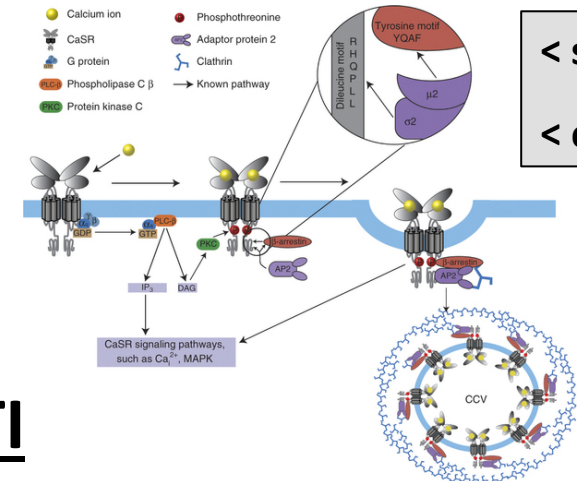 Calcium ion
CaSR
G protein
PLC-β Phospholipase C β
PKC Protein kinase C
P Phosphothreonine
AP2 Adaptor protein 2
Clathrin
Known pathway
Dileucine motif
R
H
Q
P
L
L
Tyrosine motif
YQAF
μ2
σ2
< s
< c
γ
β
GDP
GTP
PLC-β
PKC
P P
β-arrestin
AP2
IP3
DAG
CaSR signaling pathways,
such as Ca2+i, MAPK
P P
β-arrestin
AP2
CCV
TI